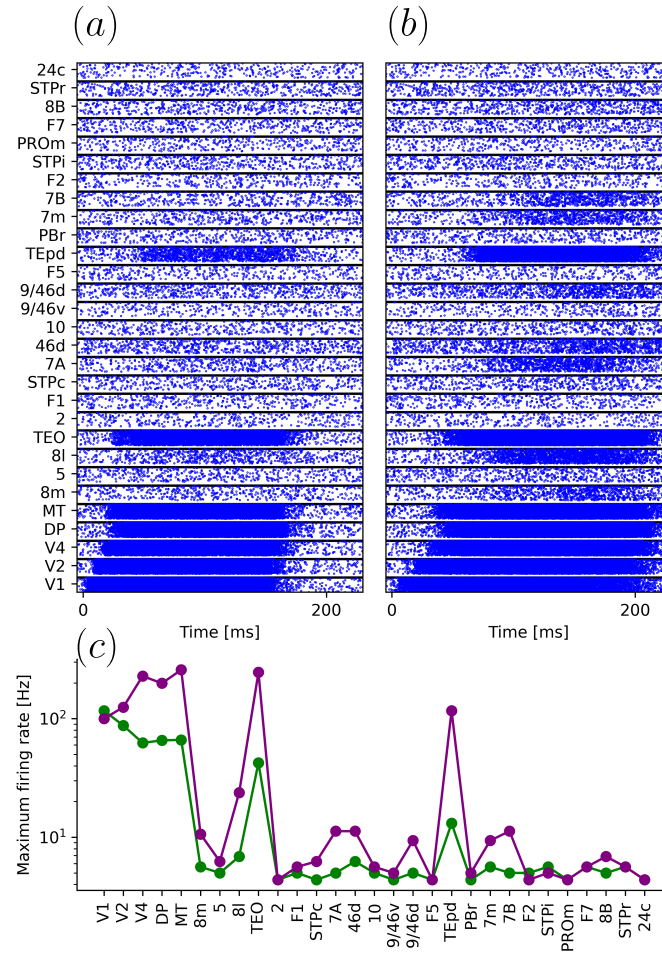 (a) (b)
24c
STPr
8B
F7
PROm
STPi
F2
7B
7m
PBr
TEpd
F5
9/46d
9/46v
10
46d
7A
STPc
F1
2
TEO
8l
5
8m
MT
DP
V4
V2
V1
0 200 0 200
Time [ms] Time [ms]
(c)
Maximum firing rate [Hz]
10²
10¹
V1 V2 V4 DP MT 8m 5 8l TEO 2 F1 STPc 7A 46d 10 9/46v 9/46d F5 TEpd PBr 7m 7B F2 STPi PROm F7 8B STPr 24c